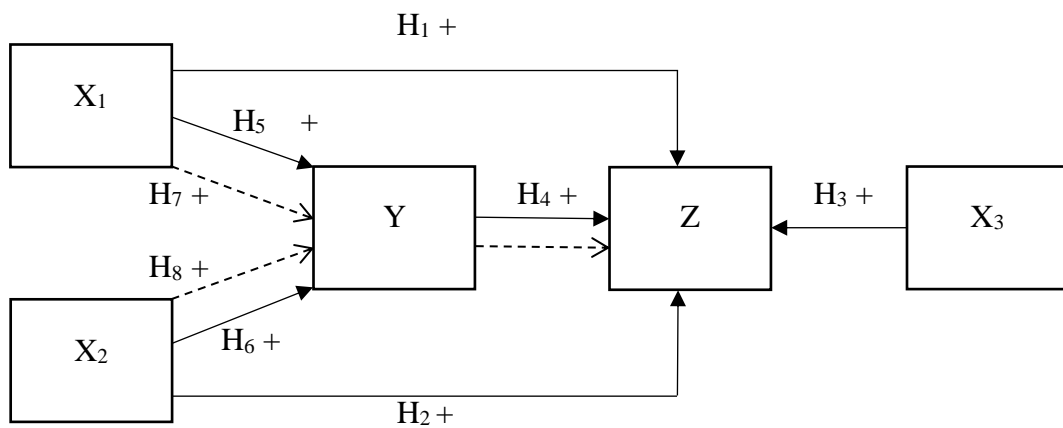 H₁ +
X₁
H₅ +
H₇ +
Y
H₄ +
Z
H₃ +
X₃
H₈ +
X₂
H₆ +
H₂ +